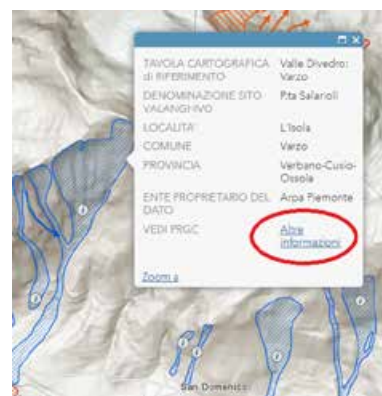 TAVOLA CARTOGRAFICA Valle Divedro:
di RIFERIMENTO Varzo
DENOMINAZIONE SITO P.ta Salarioli
VALANGHIVO
LOCALITA' L'Isola
COMUNE Varzo
PROVINCIA Verbano-Cusio-
Ossola
ENTE PROPRIETARIO DEL Arpa Piemonte
DATO
VEDI PRGC Altre
informazioni
Zoom a
San Domenico